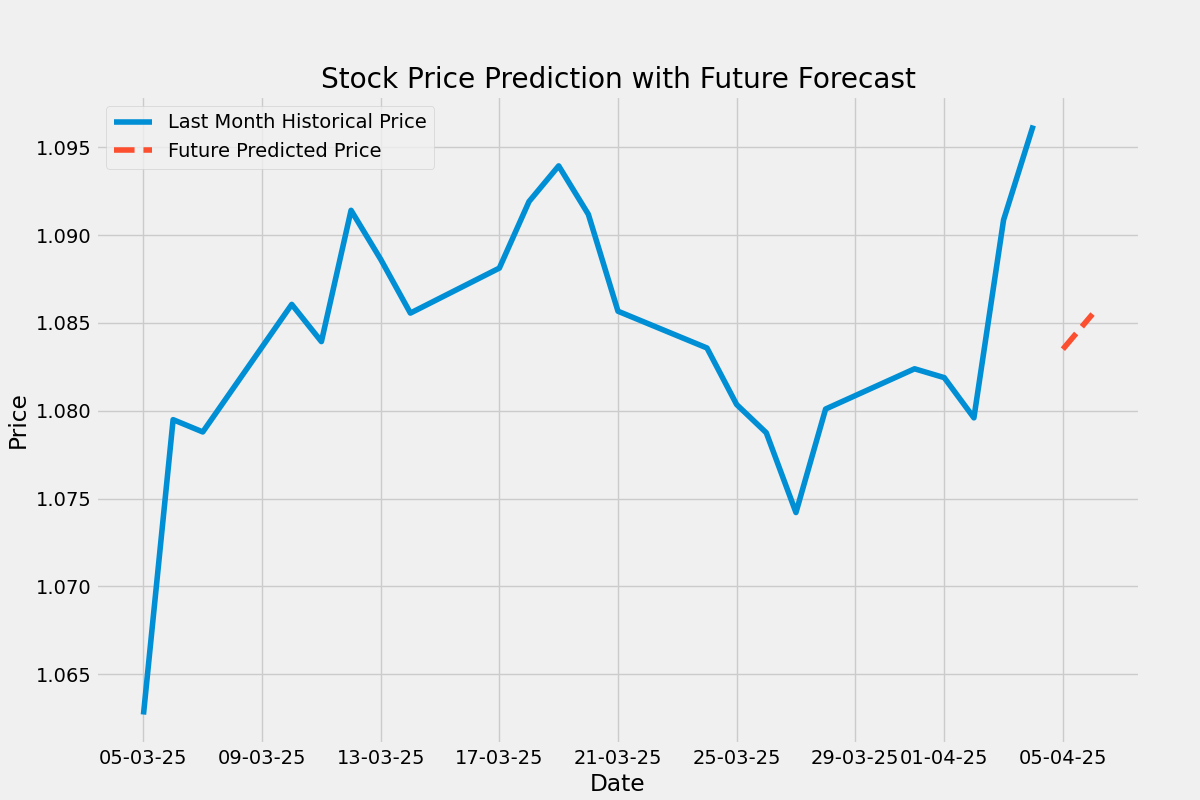 Stock Price Prediction with Future Forecast
Last Month Historical Price
Future Predicted Price
1.095
1.090
1.085
1.080
1.075
1.070
1.065
Price
05-03-25 09-03-25 13-03-25 17-03-25 21-03-25 25-03-25 29-03-25 01-04-25 05-04-25
Date